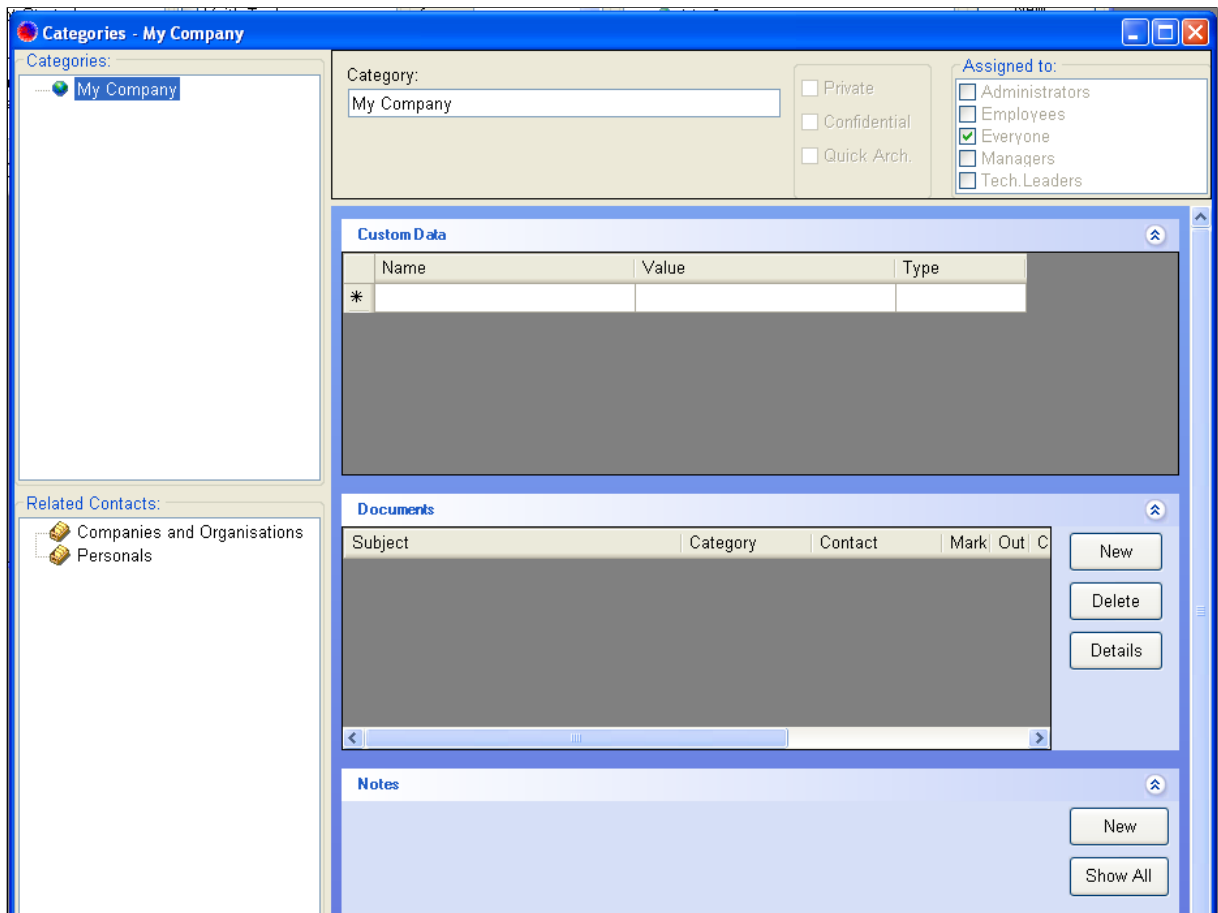 Categories - My Company
Categories:
My Company
Category:
My Company
Private
Confidential
Quick Arch.
Assigned to:
Administrators
Employees
Everyone
Managers
Tech.Leaders
Custom Data
Name Value Type
Related Contacts:
Companies and Organisations
Personals
Documents
Subject Category Contact Mark Out C
New
Delete
Details
Notes
New
Show All